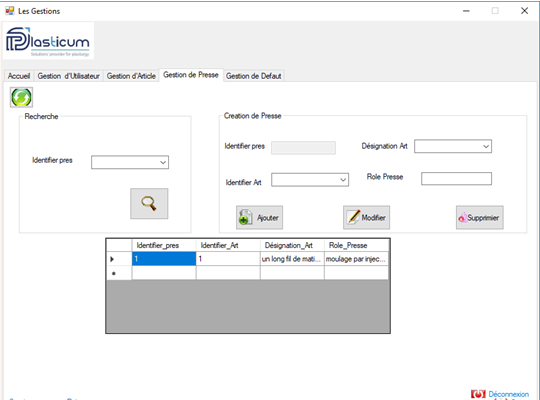 Les Gestions
Plasticum
Solutions provider for plasturgy
Accueil Gestion d'Utilisateur Gestion d'Article Gestion de Presse Gestion de Defaut
Recherche
Identifier pres
Creation de Presse
Identifier pres Désignation Art
Identifier Art Role Presse
Ajouter Modifier Supprimier
Identifier_pres Identifier_Art Désignation_Art Role_Presse
1 1 un long fil de mati... moulage par injec...
Déconnexion